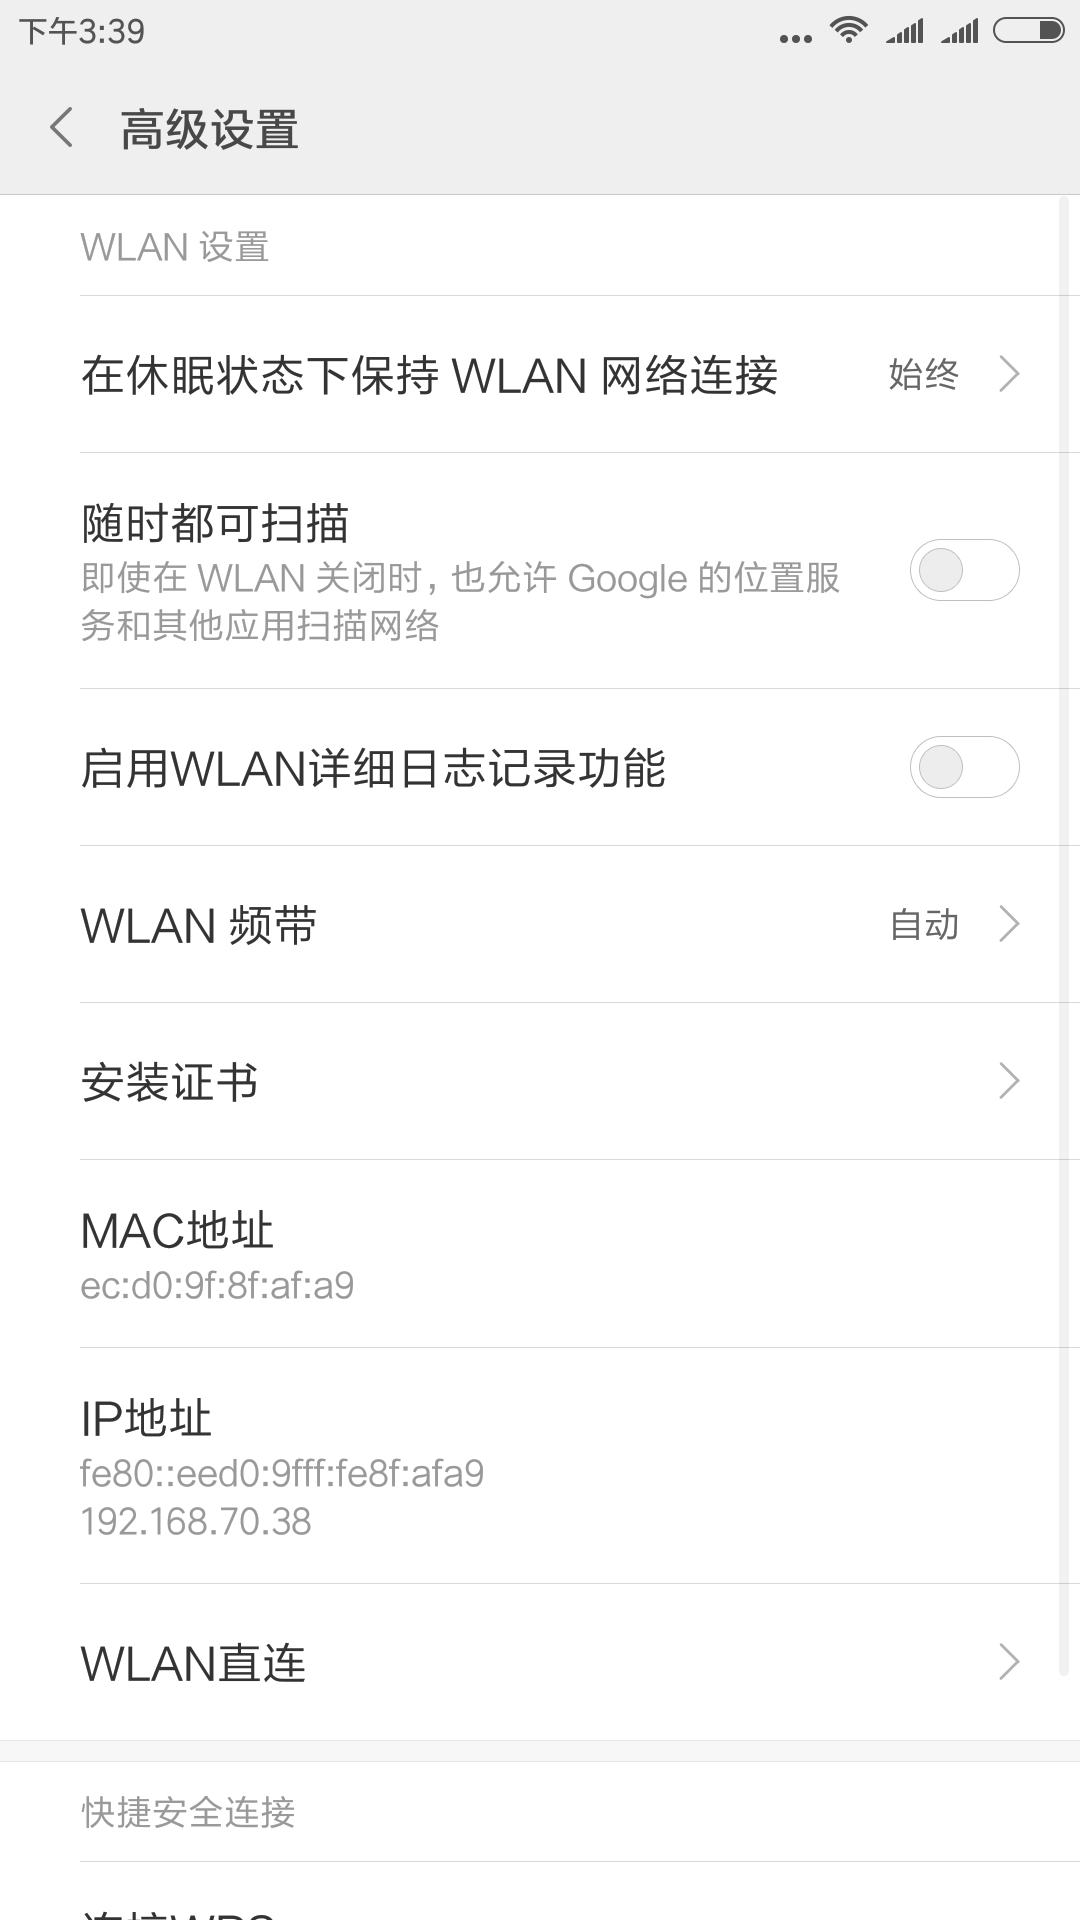 下午3:39
高级设置
WLAN 设置
在休眠状态下保持 WLAN 网络连接 始终
随时都可扫描
即使在 WLAN 关闭时，也允许 Google 的位置服
务和其他应用扫描网络
启用WLAN详细日志记录功能
WLAN 频带 自动
安装证书
MAC地址
ec:d0:9f:8f:af:a9
IP地址
fe80::eed0:9fff:fe8f:afa9
192.168.70.38
WLAN直连
快捷安全连接
连接WPS